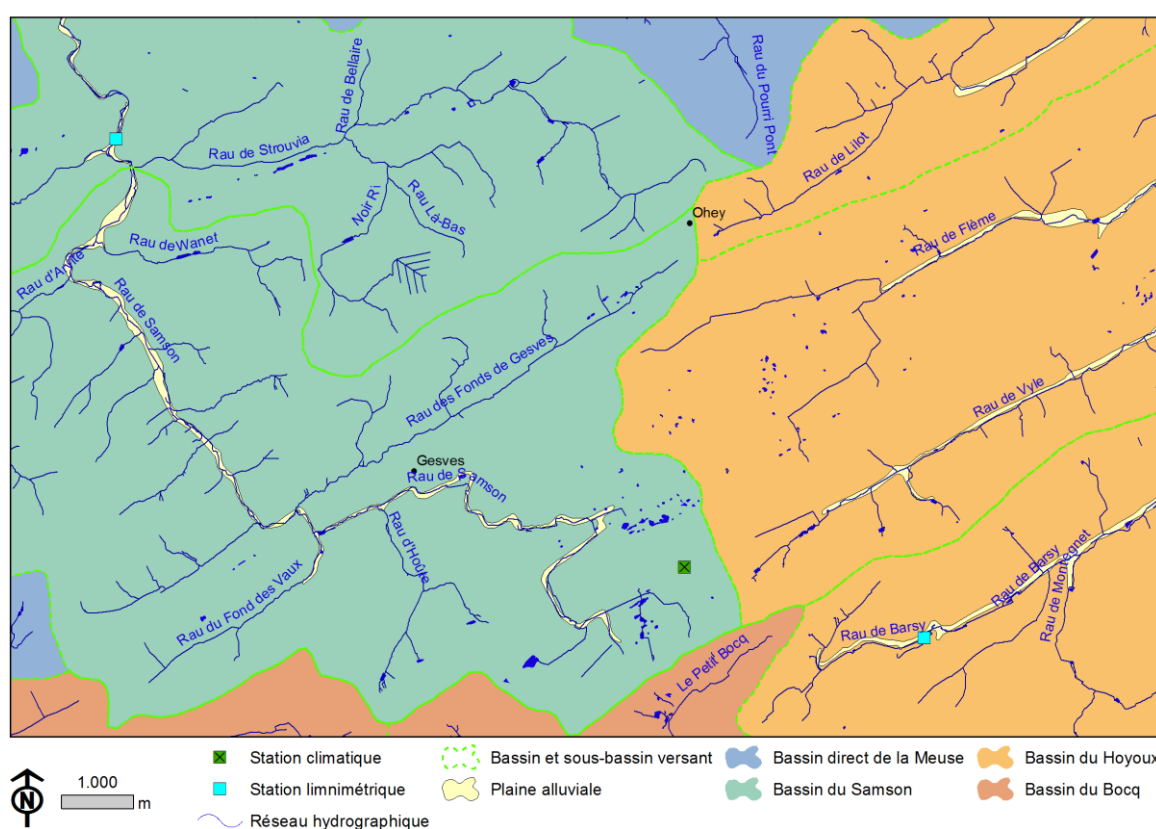 Rau de Bellaire
Rau du Pourri Pont
Rau de Strouvia
Rau de Lilot
Noir Ri
Rau Là-Bas
Ohey
Rau de Wanet
Rau de Flème
Rau d'Arville
Rau de Samson
Rau des Fonds de Gesves
Rau de Vyle
Gesves
Rau de Samson
Rau d'Houte
Rau du Fond des Vaux
Rau de Barsy
Rau de Montegnet
Rau de Barsy
Le Petit Bocq
Station climatique
Bassin et sous-bassin versant
Bassin direct de la Meuse
Bassin du Hoyoux
N
1.000
m
Station limnimétrique
Plaine alluviale
Bassin du Samson
Bassin du Bocq
Réseau hydrographique